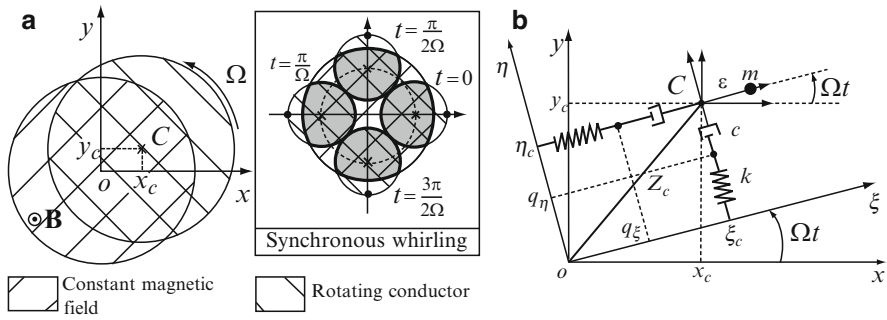 a
y
Ω
C
y_c
o
x_c
x
B
t=π/2Ω
t=π/Ω
t=0
t=3π/2Ω
Synchronous whirling
Constant magnetic
field
Rotating conductor
b
η
y
C
ε
m
Ωt
y_c
c
η_c
k
q_η
Z_c
ξ
q_ξ
ξ_c
Ωt
o
x_c
x